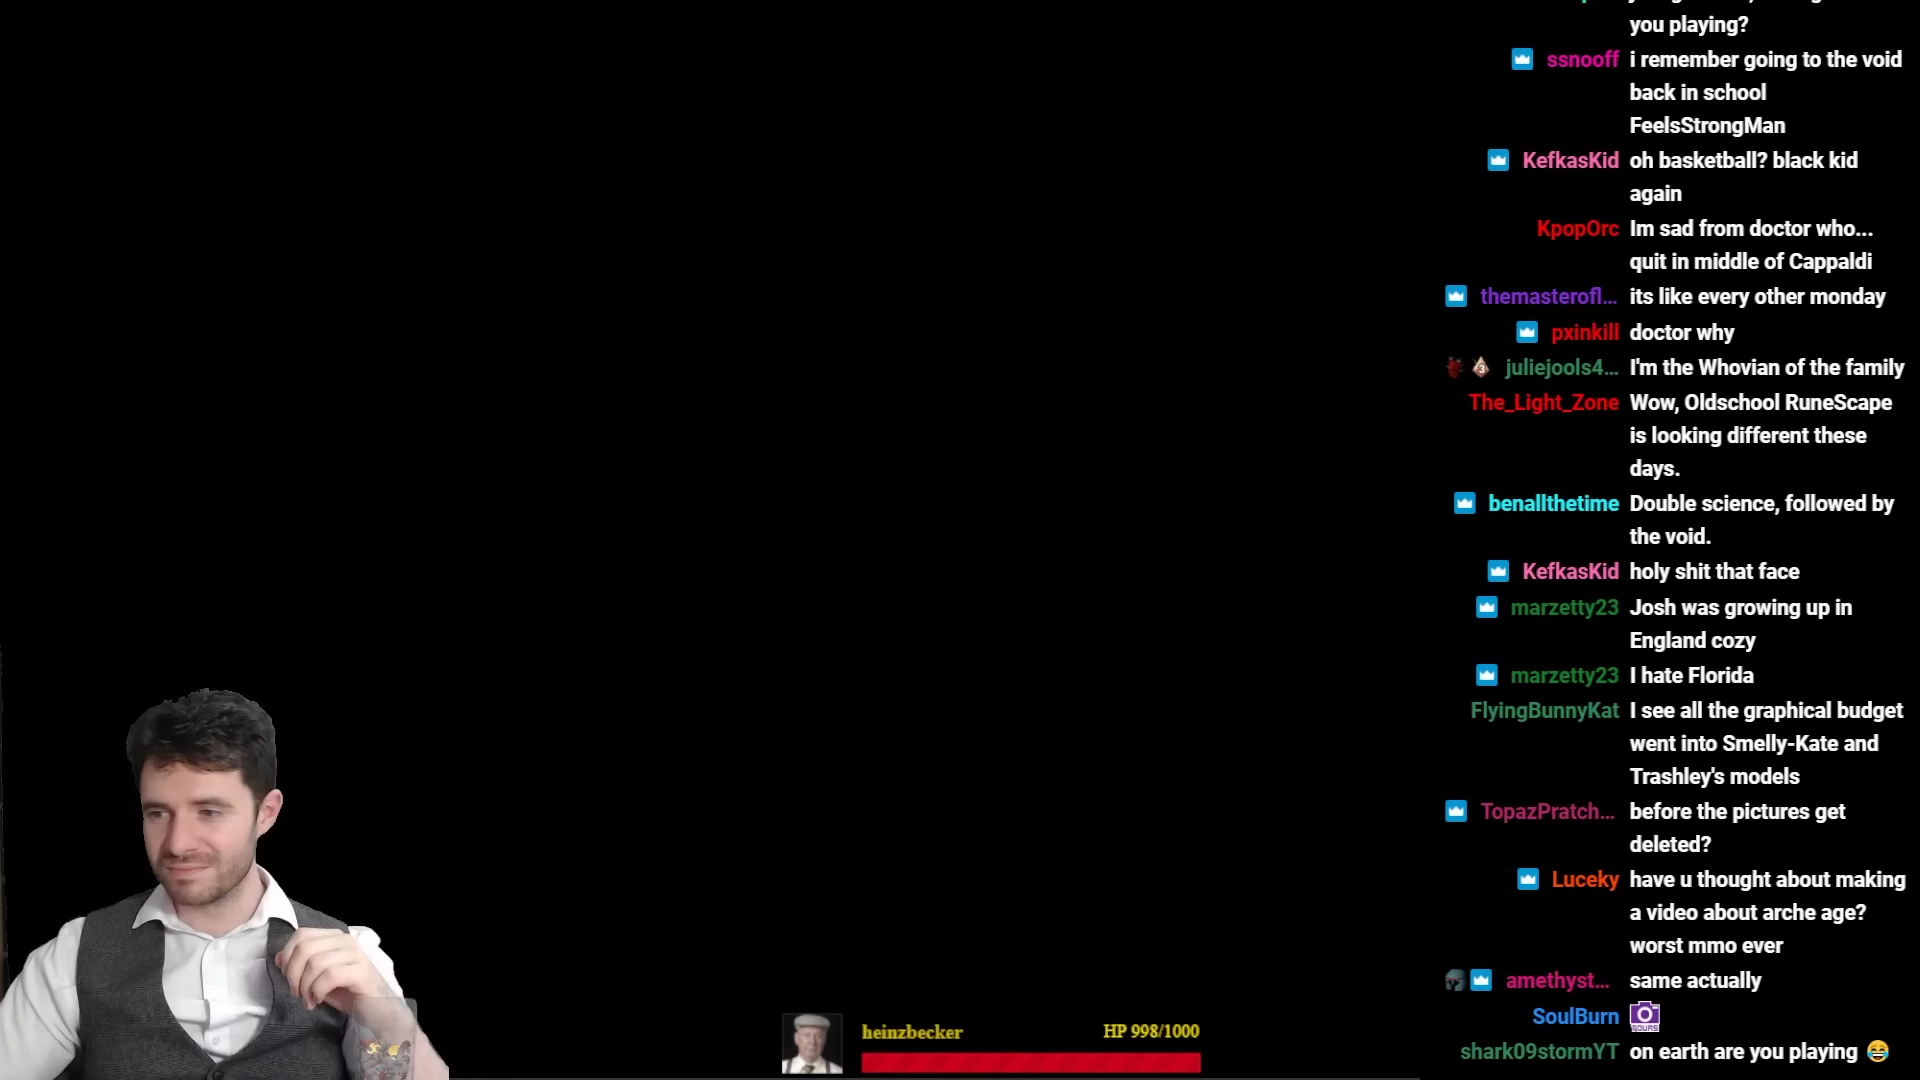 you playing?
ssnooff i remember going to the void
back in school
FeelsStrongMan
KefkasKid oh basketball? black kid
again
KpopOrc Im sad from doctor who...
quit in middle of Cappaldi
themasterofl... its like every other monday
pxinkill doctor why
juliejools4... I'm the Whovian of the family
The_Light_Zone Wow, Oldschool RuneScape
is looking different these
days.
benallthetime Double science, followed by
the void.
KefkasKid holy shit that face
marzetty23 Josh was growing up in
England cozy
marzetty23 I hate Florida
FlyingBunnyKat I see all the graphical budget
went into Smelly-Kate and
Trashley's models
TopazPratch... before the pictures get
deleted?
Luceky have u thought about making
a video about arche age?
worst mmo ever
amethyst... same actually
SoulBurn
shark09stormYT on earth are you playing 😂
heinzbecker HP 998/1000